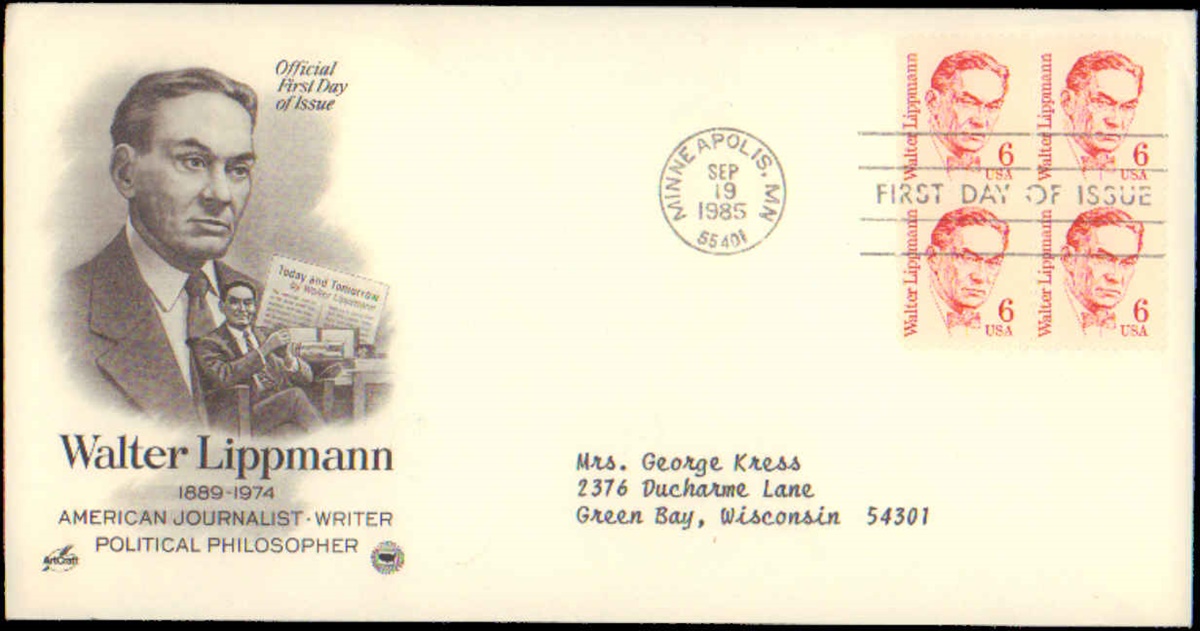 Official
First Day
of Issue
Today and Tomorrow
by Walter Lippmann
Walter Lippmann
1889-1974
AMERICAN JOURNALIST·WRITER
POLITICAL PHILOSOPHER
ArtCraft
MINNEAPOLIS, MN
SEP
19
1985
55401
Walter Lippmann
6
USA
Walter Lippmann
6
USA
FIRST DAY OF ISSUE
Walter Lippmann
6
USA
Walter Lippmann
6
USA
Mrs. George Kress
2376 Ducharme Lane
Green Bay, Wisconsin 54301